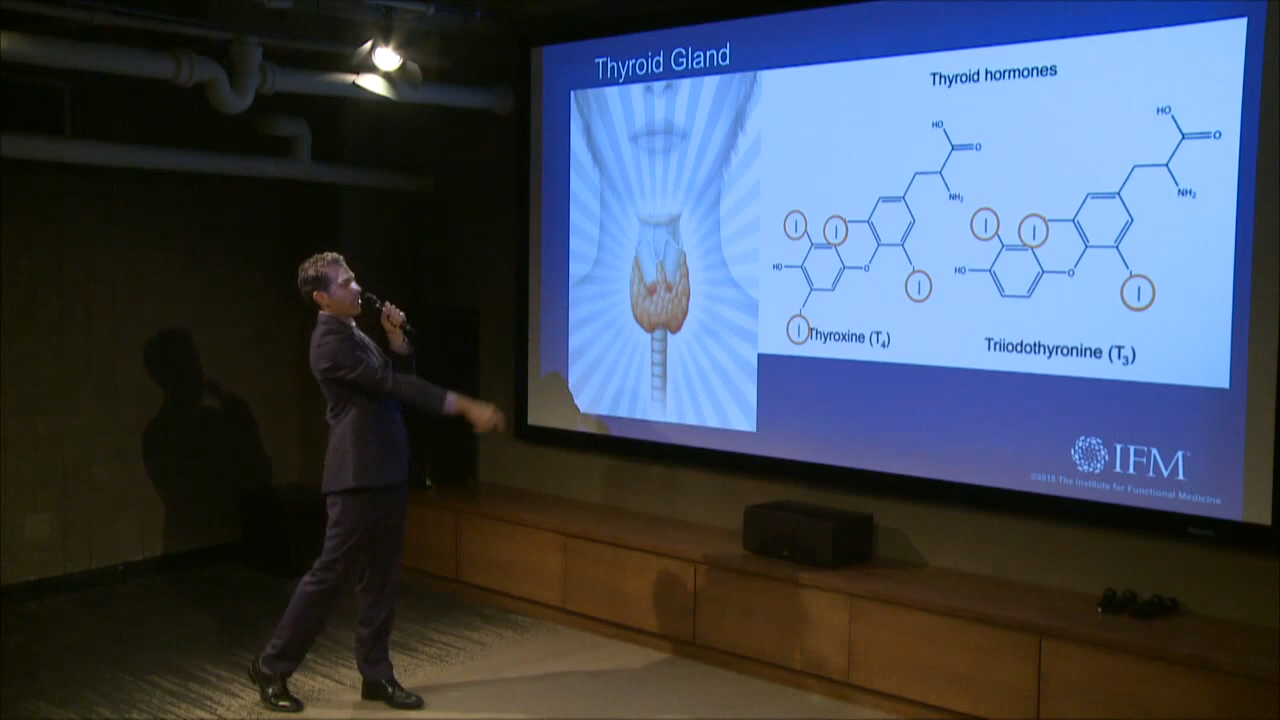 Thyroid Gland
Thyroid hormones
HO
O
NH2
I
I
HO
O
I
I
Thyroxine (T4)
HO
O
NH2
I
I
HO
O
I
Triiodothyronine (T3)
IFM
©2015 The Institute for Functional Medicine